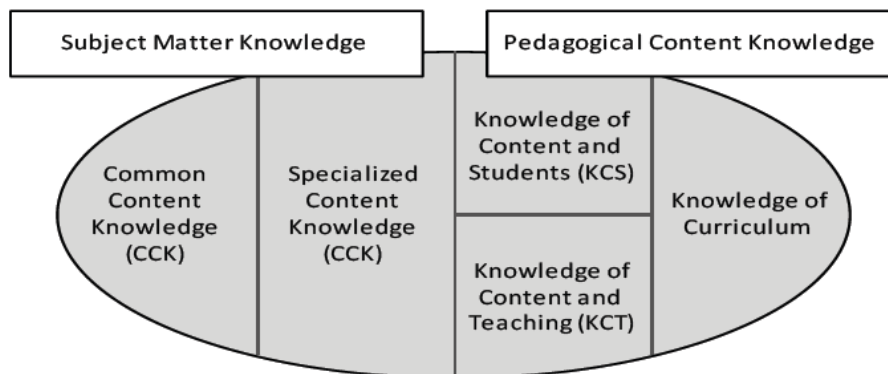 Subject Matter Knowledge
Pedagogical Content Knowledge
Common
Content
Knowledge
(CCK)
Specialized
Content
Knowledge
(CCK)
Knowledge of
Content and
Students (KCS)
Knowledge of
Content and
Teaching (KCT)
Knowledge of
Curriculum